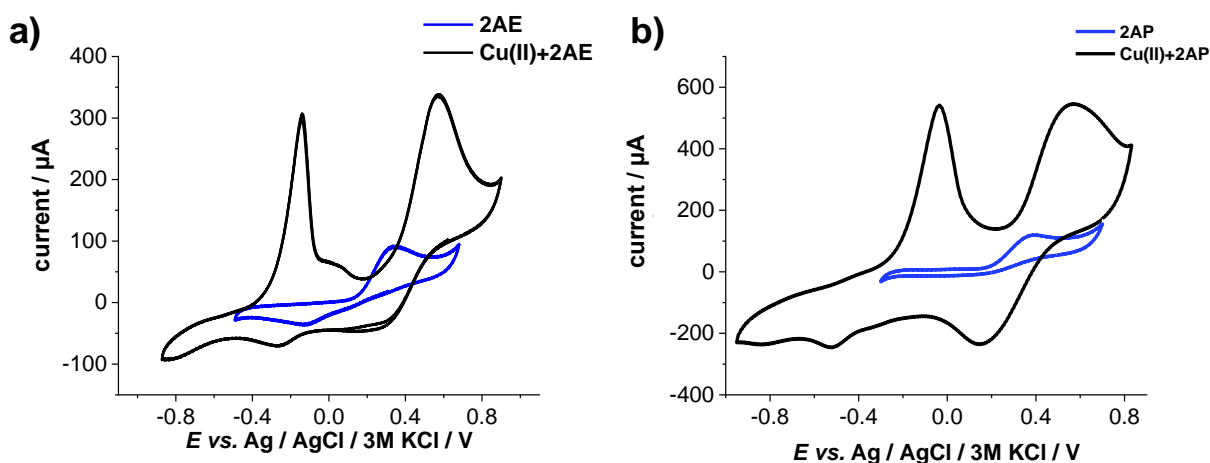 a)
2AE
Cu(II)+2AE
400
300
200
100
0
-100
current / µA
-0.8 -0.4 0.0 0.4 0.8
E vs. Ag / AgCl / 3M KCl / V
b)
2AP
Cu(II)+2AP
600
400
200
0
-200
-400
current / µA
-0.8 -0.4 0.0 0.4 0.8
E vs. Ag / AgCl / 3M KCl / V